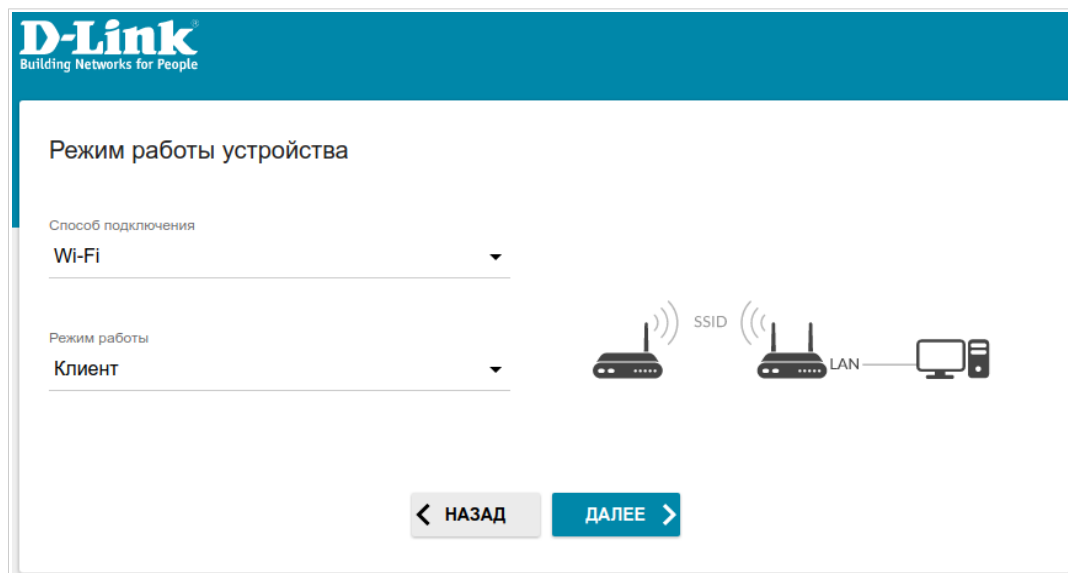 D-Link®
Building Networks for People
Режим работы устройства
Способ подключения
Wi-Fi
Режим работы
Клиент
SSID
LAN
НАЗАД
ДАЛЕЕ